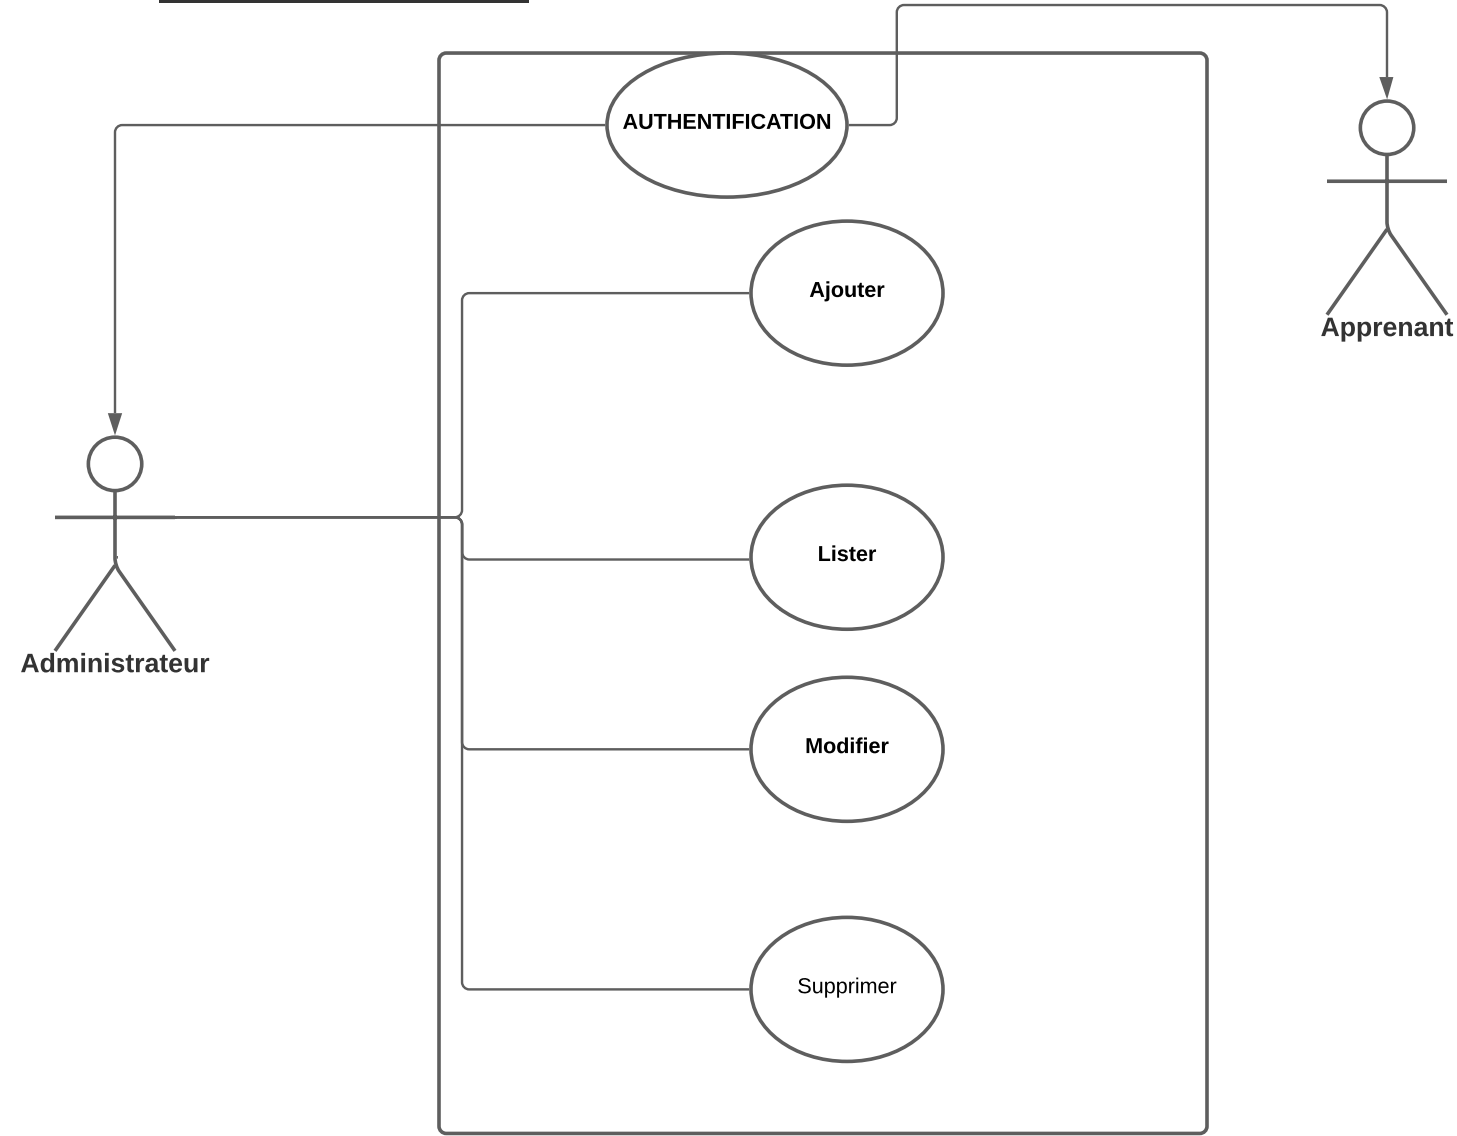 AUTHENTIFICATION
Ajouter
Apprenant
Lister
Administrateur
Modifier
Supprimer